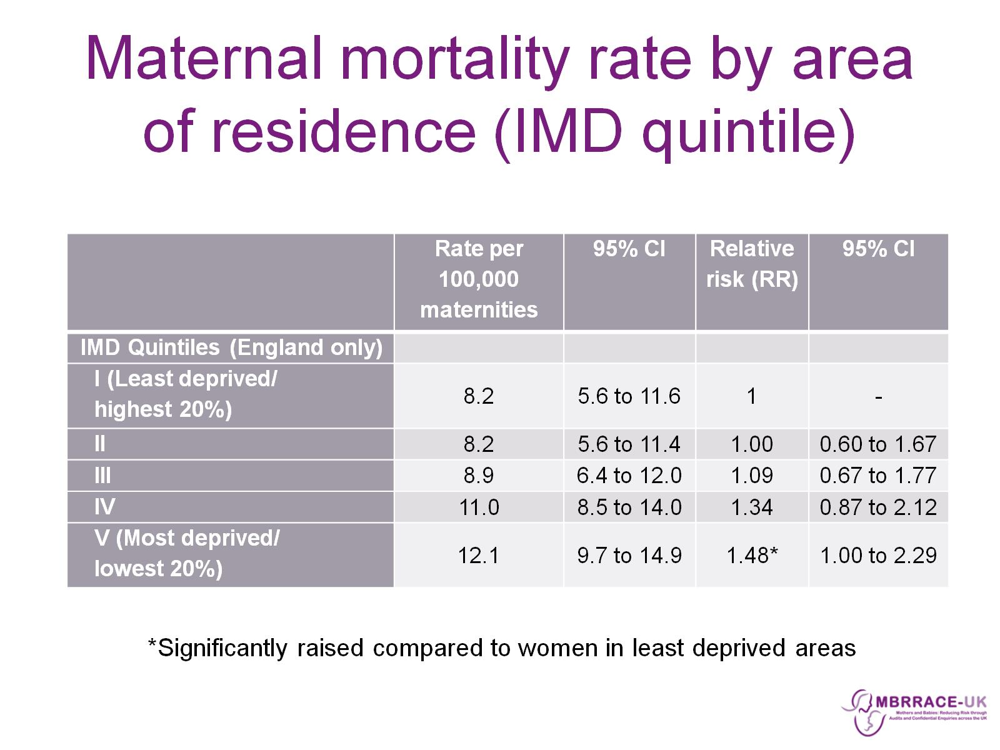 Maternal mortality rate by area
of residence (IMD quintile)
Rate per 100,000 maternities 95% CI Relative risk (RR) 95% CI
IMD Quintiles (England only)
I (Least deprived/ highest 20%) 8.2 5.6 to 11.6 1 -
II 8.2 5.6 to 11.4 1.00 0.60 to 1.67
III 8.9 6.4 to 12.0 1.09 0.67 to 1.77
IV 11.0 8.5 to 14.0 1.34 0.87 to 2.12
V (Most deprived/ lowest 20%) 12.1 9.7 to 14.9 1.48* 1.00 to 2.29
*Significantly raised compared to women in least deprived areas
MBRRACE-UK
Mothers and Babies: Reducing Risk through
Audits and Confidential Enquiries across the UK